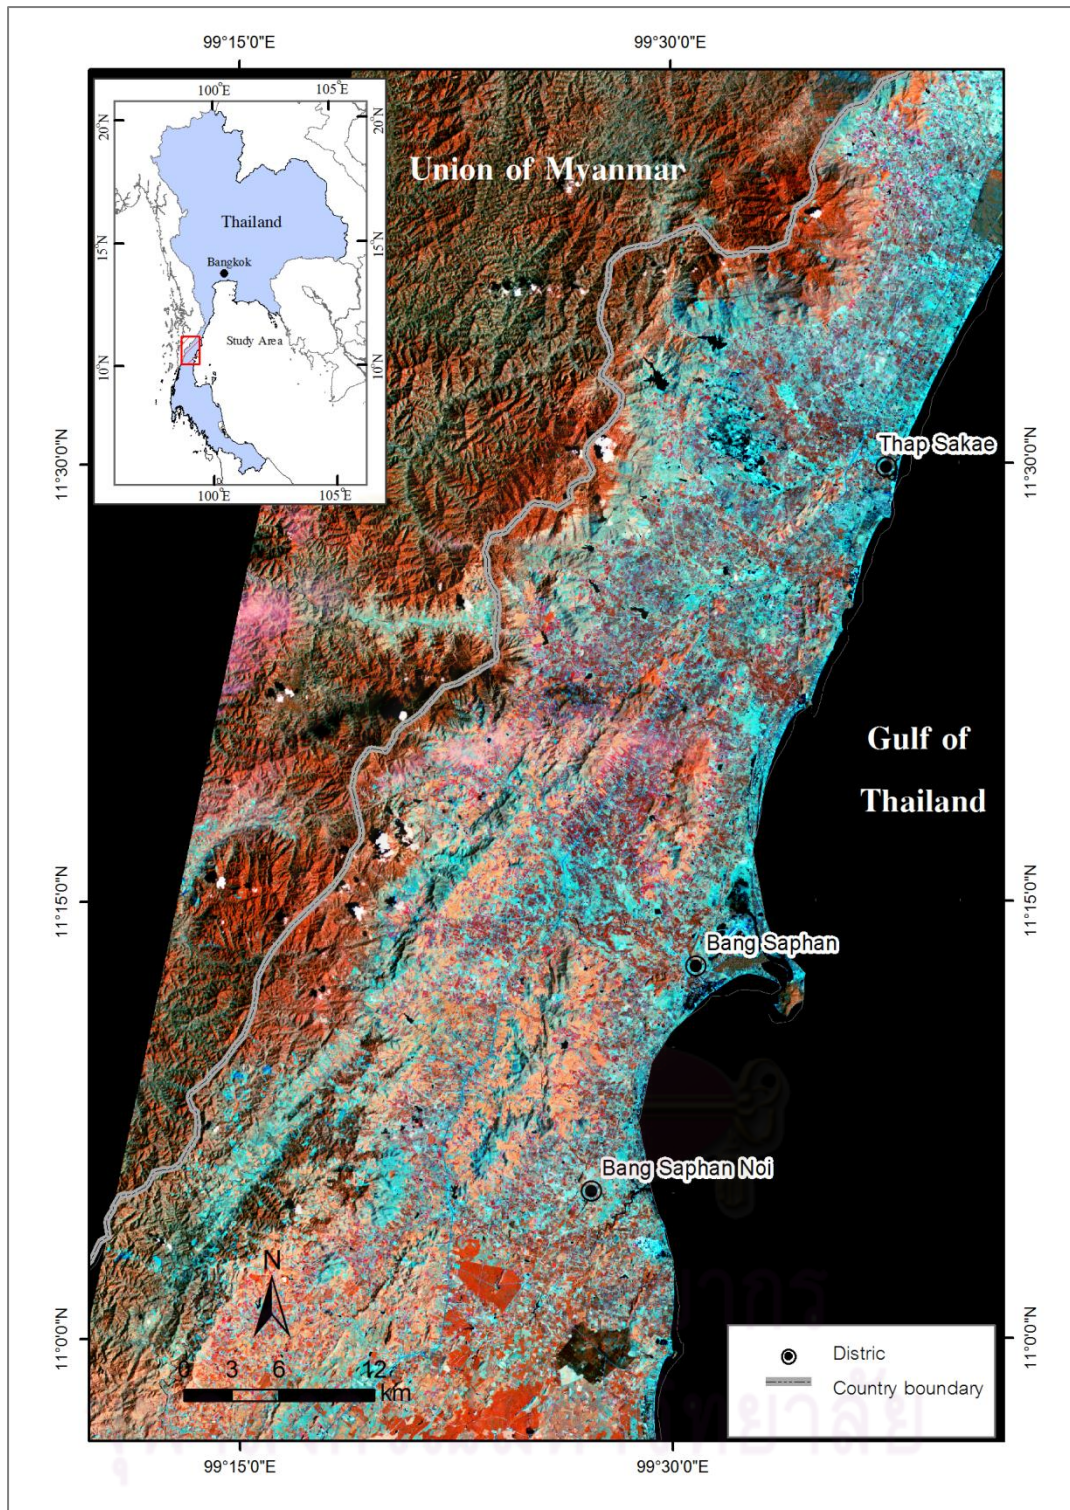 99°15'0"E
99°30'0"E
100°E
105°E
20°N
20°N
Thailand
15°N
15°N
Bangkok
Study Area
10°N
10°N
100°E
105°E
Union of Myanmar
11°30'0"N
11°30'0"N
Thap Sakae
Gulf of
Thailand
11°15'0"N
11°15'0"N
Bang Saphan
Bang Saphan Noi
N
11°0'0"N
11°0'0"N
0 3 6 12
km
Distric
Country boundary
99°15'0"E
99°30'0"E